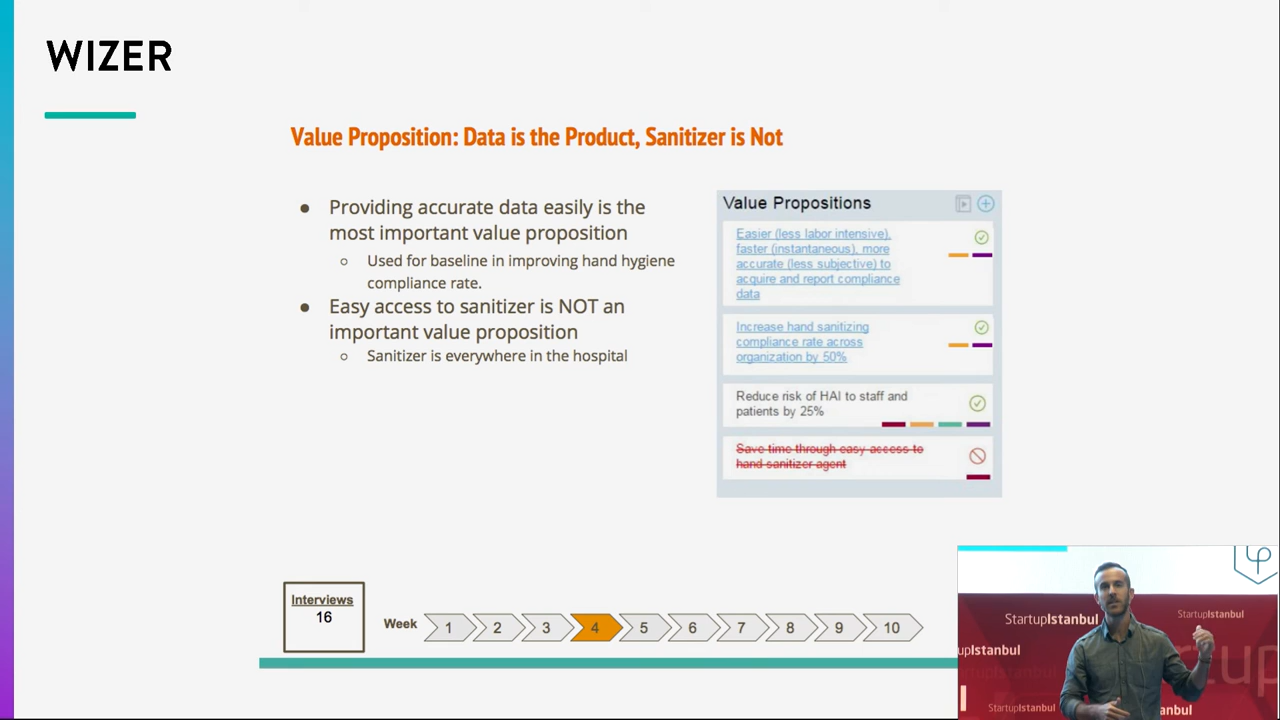 WIZER
Value Proposition: Data is the Product, Sanitizer is Not
● Providing accurate data easily is the
most important value proposition
○ Used for baseline in improving hand hygiene
compliance rate.
● Easy access to sanitizer is NOT an
important value proposition
○ Sanitizer is everywhere in the hospital
Value Propositions
Easier (less labor intensive),
faster (instantaneous), more
accurate (less subjective) to
acquire and report compliance
data
Increase hand sanitizing
compliance rate across
organization by 50%
Reduce risk of HAI to staff and
patients by 25%
Save time through easy access to
hand sanitizer agent
Interviews
16
Week 1 2 3 4 5 6 7 8 9 10
StartupIstanbul
StartupIstanbul
upIstanbul
rtup
StartupIstanbul
anbul